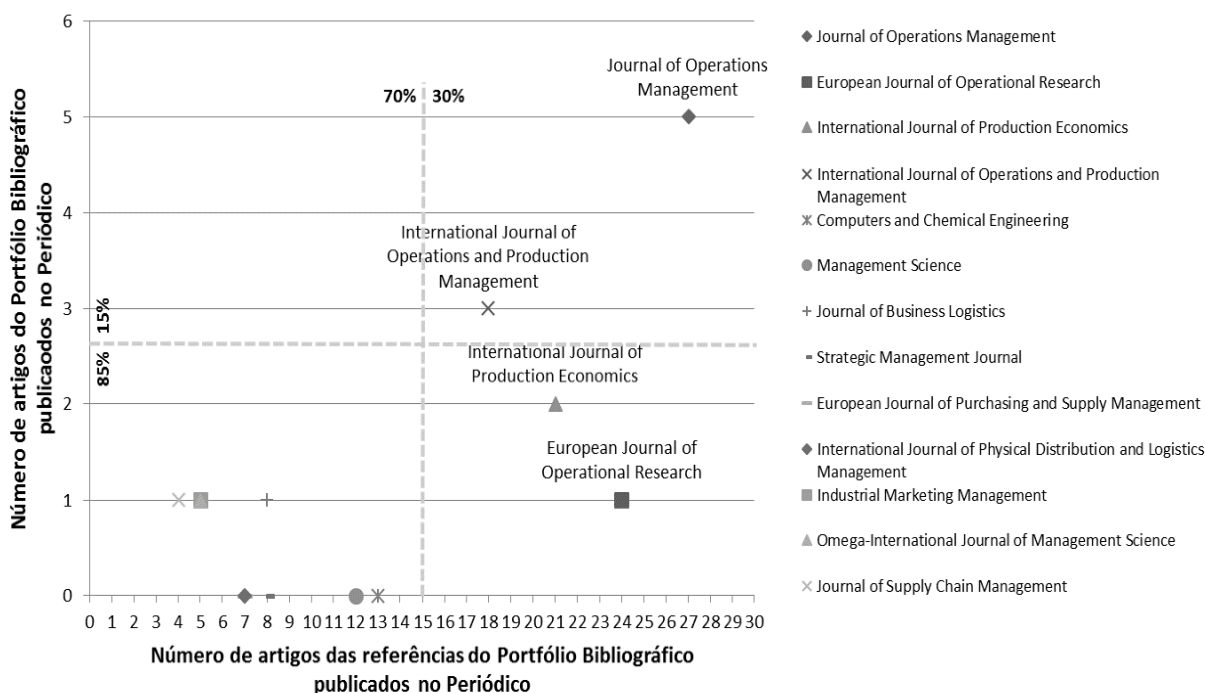 6
5
4
3
2
1
0
Número de artigos do Portfólio Bibliográfico
publicacodos no Periódico
70%
30%
15%
85%
Journal of Operations
Management
International Journal of
Operations and Production
Management
International Journal of
Production Economics
European Journal of
Operational Research
0 1 2 3 4 5 6 7 8 9 10 11 12 13 14 15 16 17 18 19 20 21 22 23 24 25 26 27 28 29 30
Número de artigos das referências do Portfólio Bibliográfico
publicados no Periódico
Journal of Operations Management
European Journal of Operational Research
International Journal of Production Economics
International Journal of Operations and Production
Management
Computers and Chemical Engineering
Management Science
Journal of Business Logistics
Strategic Management Journal
European Journal of Purchasing and Supply Management
International Journal of Physical Distribution and Logistics
Management
Industrial Marketing Management
Omega-International Journal of Management Science
Journal of Supply Chain Management